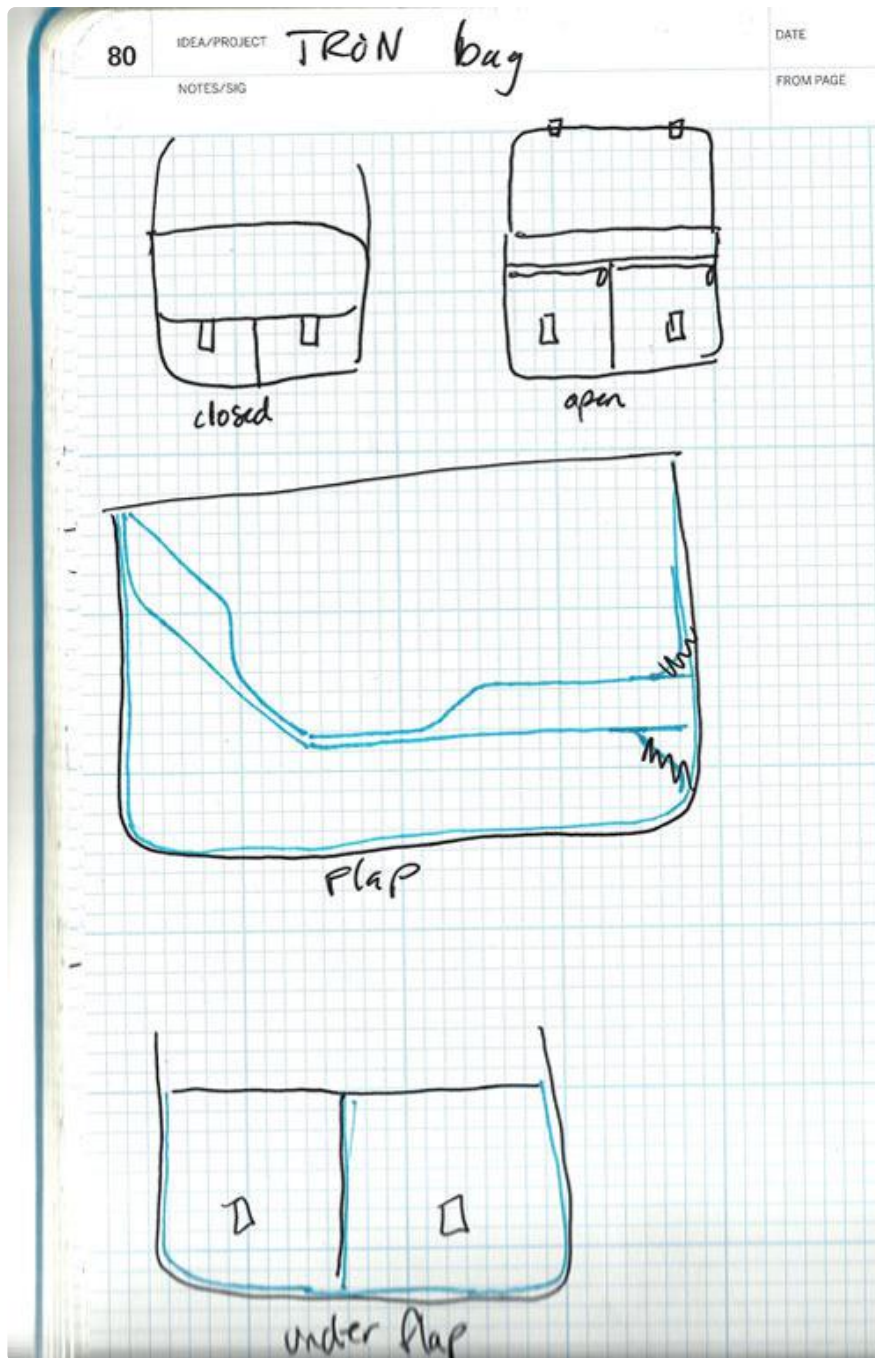 80
IDEA/PROJECT TRON bag
DATE
NOTES/SIG
FROM PAGE
closed
open
Flap
under flap